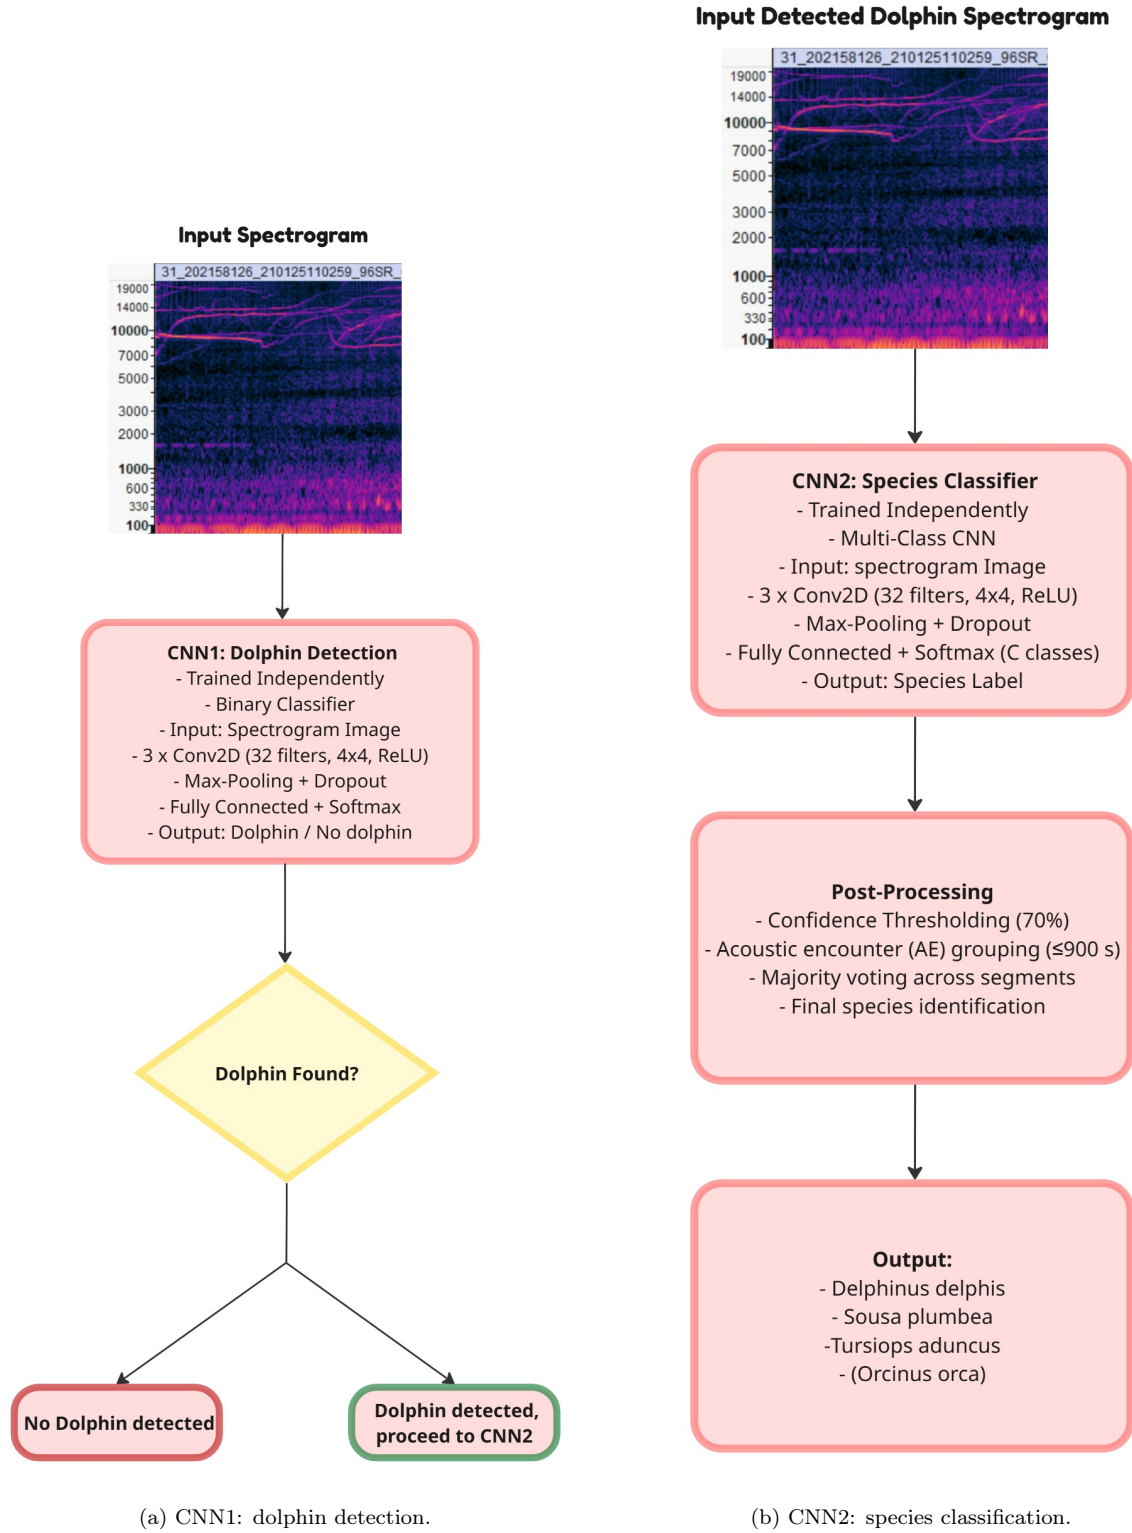 Input Spectrogram
31_202158126_210125110259_96SR_
19000
14000
10000
7000
5000
3000
2000
1000
600
330
100
CNN1: Dolphin Detection
- Trained Independently
- Binary Classifier
- Input: Spectrogram Image
- 3 x Conv2D (32 filters, 4x4, ReLU)
- Max-Pooling + Dropout
- Fully Connected + Softmax
- Output: Dolphin / No dolphin
Dolphin Found?
No Dolphin detected
Dolphin detected,
proceed to CNN2
(a) CNN1: dolphin detection.
Input Detected Dolphin Spectrogram
31_202158126_210125110259_96SR_
19000
14000
10000
7000
5000
3000
2000
1000
600
330
100
CNN2: Species Classifier
- Trained Independently
- Multi-Class CNN
- Input: spectrogram Image
- 3 x Conv2D (32 filters, 4x4, ReLU)
- Max-Pooling + Dropout
- Fully Connected + Softmax (C classes)
- Output: Species Label
Post-Processing
- Confidence Thresholding (70%)
- Acoustic encounter (AE) grouping (≤900 s)
- Majority voting across segments
- Final species identification
Output:
- Delphinus delphis
- Sousa plumbea
-Tursiops aduncus
- (Orcinus orca)
(b) CNN2: species classification.